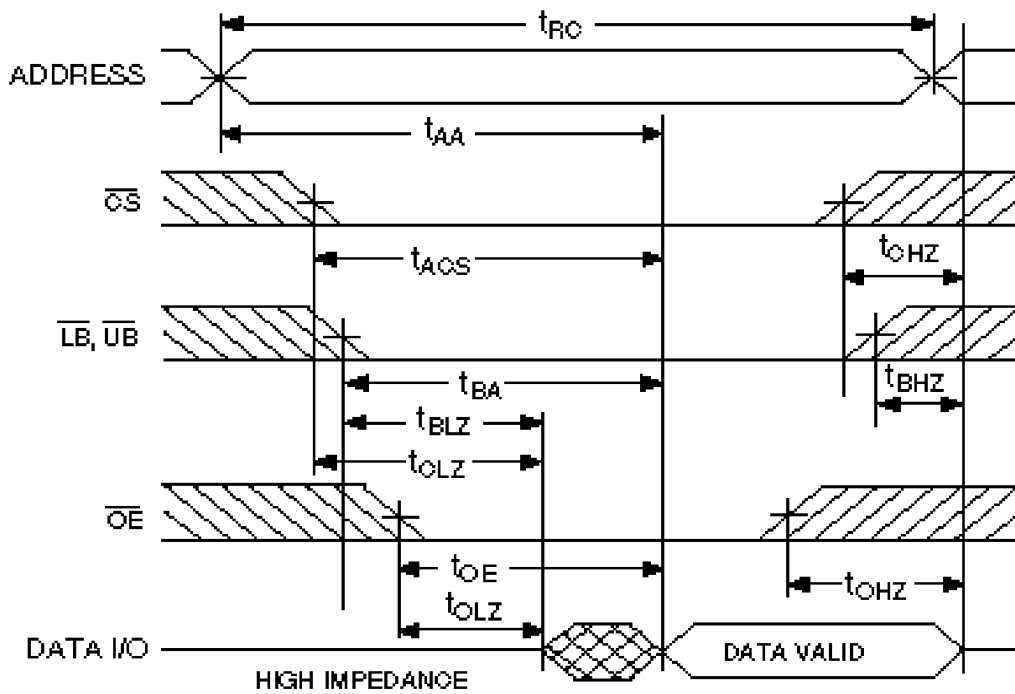 tRC
ADDRESS
tAA
CS
tACS
tCHZ
LB, UB
tBA
tBHZ
tBLZ
tCLZ
OE
tOE
tOHZ
tOLZ
DATA I/O
DATA VALID
HIGH IMPEDANCE